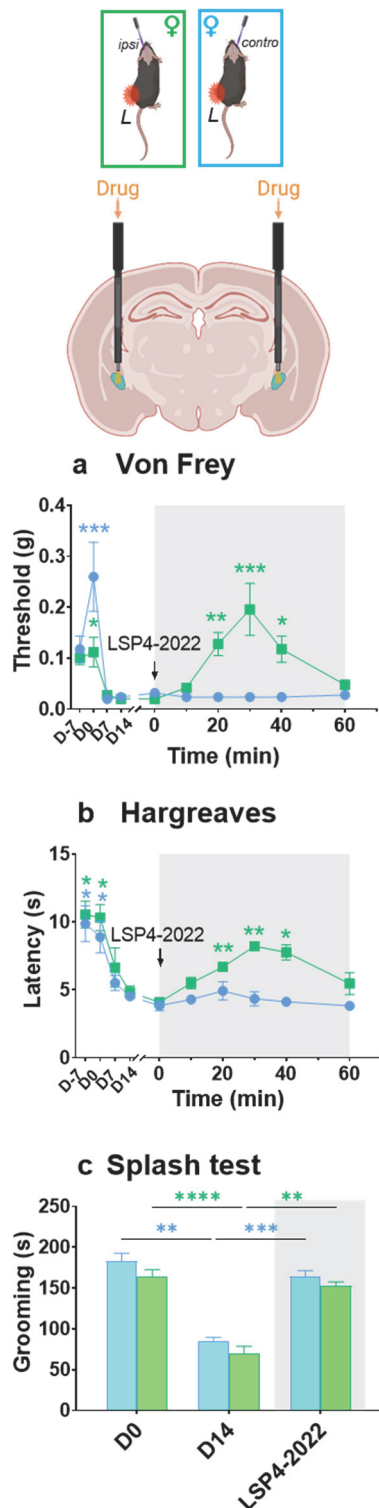 ♀ ♀
ipsi contro
L L
Drug Drug
a Von Frey
0.4
0.3
0.2
0.1
0.0
Threshold (g)
***
*
LSP4-2022
** *** *
D-7 D0 D7 D14 0 20 40 60
Time (min)
b Hargreaves
15
10
5
0
Latency (s)
* *
* *
LSP4-2022
** ** *
D-7 D0 D7 D14 0 20 40 60
Time (min)
c Splash test
250
200
150
100
50
0
Grooming (s)
**** **
** ***
D0 D14 LSP4-2022